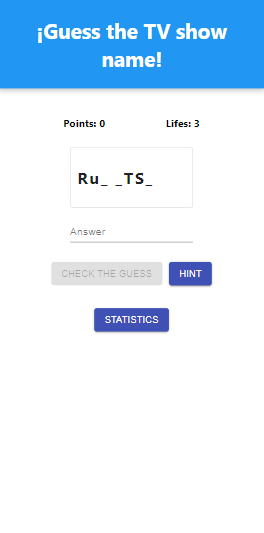 ¡Guess the TV show
name!
Points: 0 Lifes: 3
Ru_ _TS_
Answer
CHECK THE GUESS HINT
STATISTICS